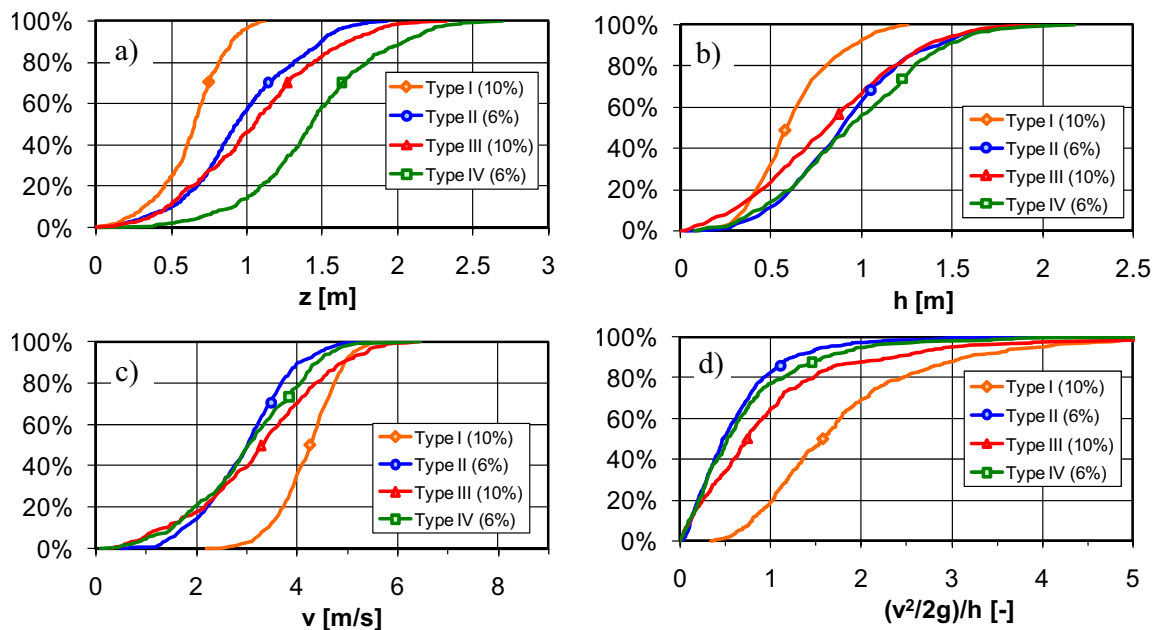 100%
80%
60%
40%
20%
0%
a)
Type I (10%)
Type II (6%)
Type III (10%)
Type IV (6%)
0 0.5 1 1.5 2 2.5 3
z [m]
100%
80%
60%
40%
20%
0%
b)
Type I (10%)
Type II (6%)
Type III (10%)
Type IV (6%)
0 0.5 1 1.5 2 2.5
h [m]
100%
80%
60%
40%
20%
0%
c)
Type I (10%)
Type II (6%)
Type III (10%)
Type IV (6%)
0 2 4 6 8
v [m/s]
100%
80%
60%
40%
20%
0%
d)
Type I (10%)
Type II (6%)
Type III (10%)
Type IV (6%)
0 1 2 3 4 5
(v²/2g)/h [-]